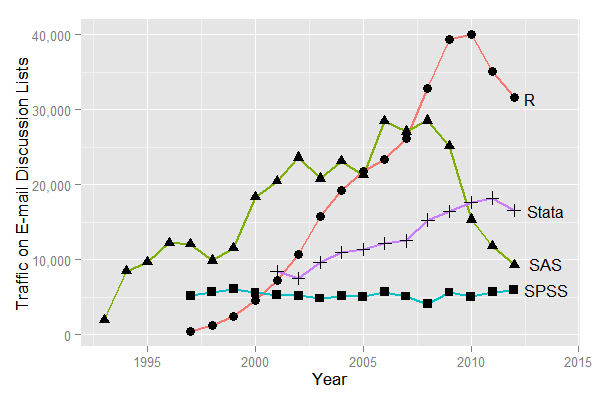 Traffic on E-mail Discussion Lists
40,000
30,000
20,000
10,000
0
R
Stata
SAS
SPSS
1995
2000
2005
2010
2015
Year